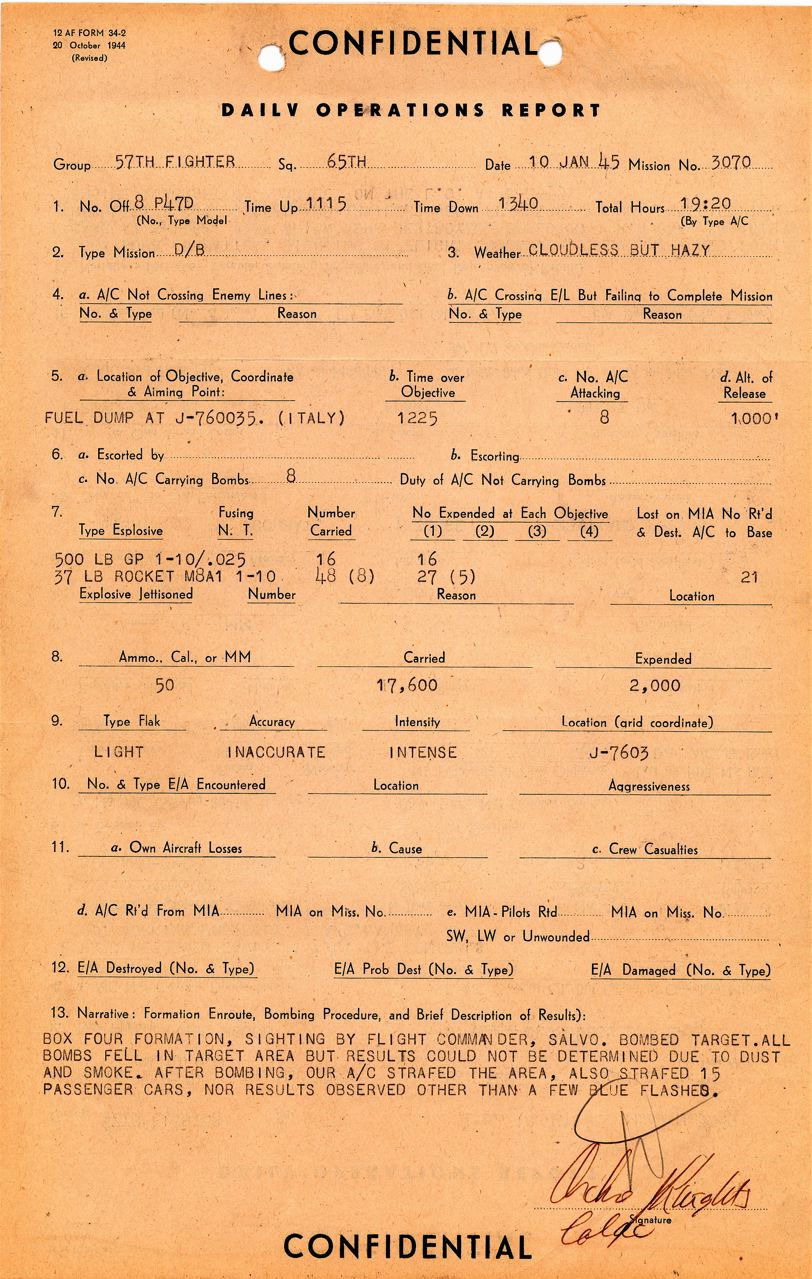 12 AF FORM 34-2
20 October 1944
(Revised)
CONFIDENTIAL
DAILY OPERATIONS REPORT
Group 57TH FIGHTER Sq. 65TH Date 10 JAN 45 Mission No. 3070
1. No. Off 8 P47D Time Up 1115 Time Down 1340 Total Hours 19:20
(No., Type Model (By Type A/C
2. Type Mission D/B 3. Weather CLOUDLESS BUT HAZY
4. a. A/C Not Crossing Enemy Lines: b. A/C Crossing E/L But Failing to Complete Mission
No. & Type Reason No. & Type Reason
5. a. Location of Objective, Coordinate b. Time over c. No. A/C d. Alt. of
& Aiming Point: Objective Attacking Release
FUEL DUMP AT J-760035. (ITALY) 1225 8 1,000'
6. a. Escorted by b. Escorting
c. No. A/C Carrying Bombs 8 Duty of A/C Not Carrying Bombs
7. Fusing Number No Expended at Each Objective Lost on MIA No Rt'd
Type Explosive N. T. Carried (1) (2) (3) (4) & Dest. A/C to Base
500 LB GP 1-10/.025 16 16
37 LB ROCKET M8A1 1-10 48 (8) 27 (5) 21
Explosive Jettisoned Number Reason Location
8. Ammo., Cal., or MM Carried Expended
50 17,600 2,000
9. Type Flak Accuracy Intensity Location (grid coordinate)
LIGHT INACCURATE INTENSE J-7603
10. No. & Type E/A Encountered Location Aggressiveness
11. a. Own Aircraft Losses b. Cause c. Crew Casualties
d. A/C Rt'd From MIA MIA on Miss. No. e. MIA-Pilots Rtd MIA on Miss. No.
SW, LW or Unwounded
12. E/A Destroyed (No. & Type) E/A Prob Dest (No. & Type) E/A Damaged (No. & Type)
13. Narrative: Formation Enroute, Bombing Procedure, and Brief Description of Results):
BOX FOUR FORMATION, SIGHTING BY FLIGHT COMMANDER, SALVO. BOMBED TARGET.ALL
BOMBS FELL IN TARGET AREA BUT RESULTS COULD NOT BE DETERMINED DUE TO DUST
AND SMOKE. AFTER BOMBING, OUR A/C STRAFED THE AREA, ALSO STRAFED 15
PASSENGER CARS, NOR RESULTS OBSERVED OTHER THAN A FEW BLUE FLASHES.
Knights
Signature
CONFIDENTIAL